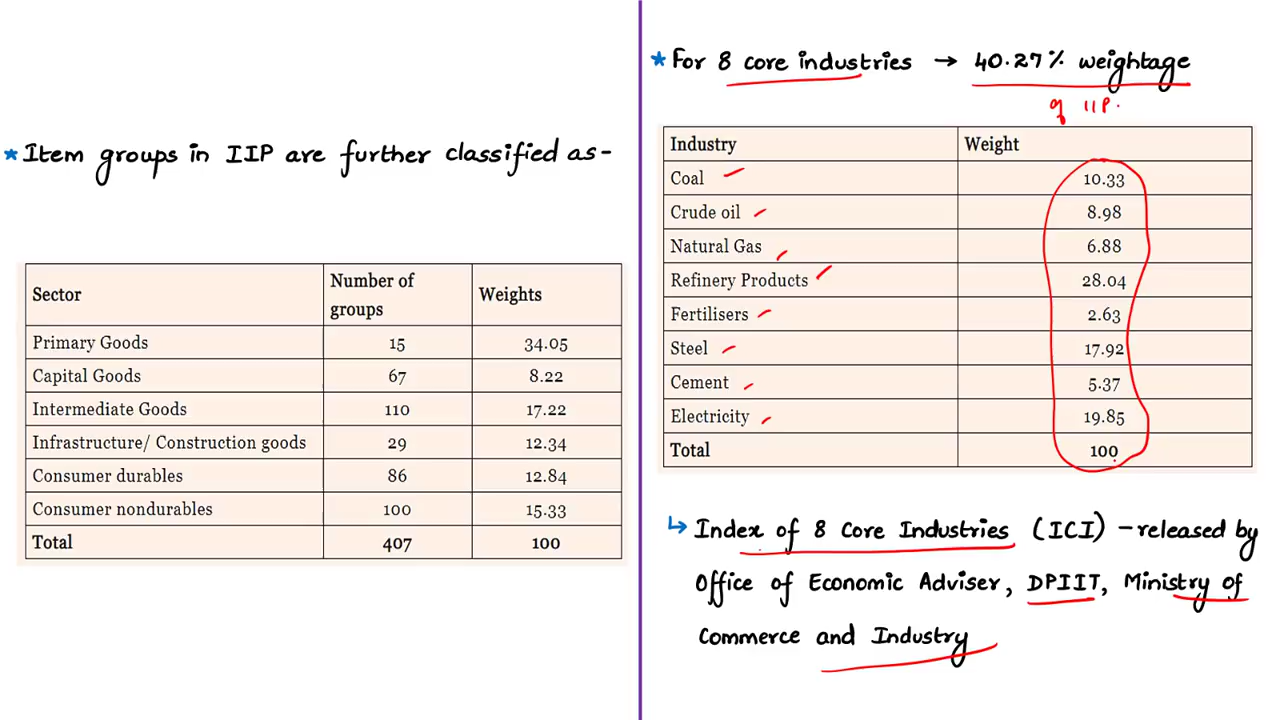 *Item groups in IIP are further classified as-
Sector Number of groups Weights
Primary Goods 15 34.05
Capital Goods 67 8.22
Intermediate Goods 110 17.22
Infrastructure/ Construction goods 29 12.34
Consumer durables 86 12.84
Consumer nondurables 100 15.33
Total 407 100
*For 8 core industries → 40.27% weightage
of IIP.
Industry Weight
Coal 10.33
Crude oil 8.98
Natural Gas 6.88
Refinery Products 28.04
Fertilisers 2.63
Steel 17.92
Cement 5.37
Electricity 19.85
Total 100
↳ Index of 8 Core Industries (ICI) - released by
Office of Economic Adviser, DPIIT, Ministry of
Commerce and Industry